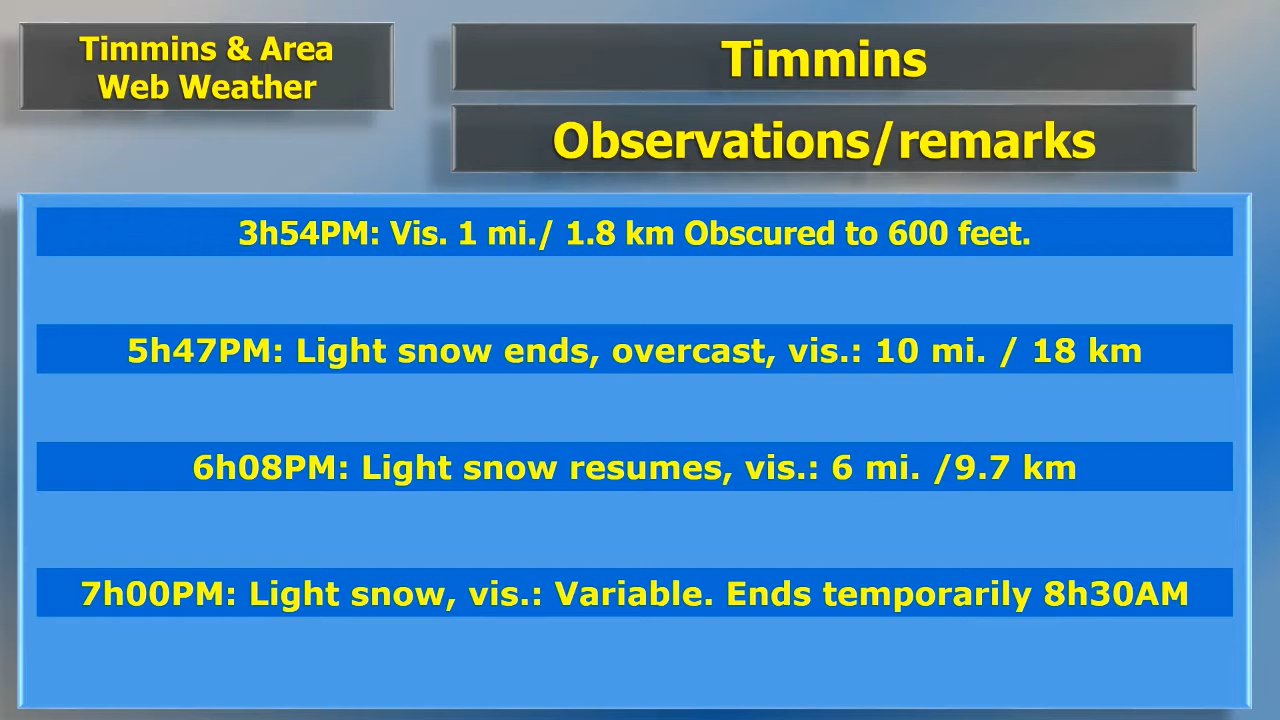 Timmins & Area
Web Weather
Timmins
Observations/remarks
3h54PM: Vis. 1 mi./ 1.8 km Obscured to 600 feet.
5h47PM: Light snow ends, overcast, vis.: 10 mi. / 18 km
6h08PM: Light snow resumes, vis.: 6 mi. /9.7 km
7h00PM: Light snow, vis.: Variable. Ends temporarily 8h30AM